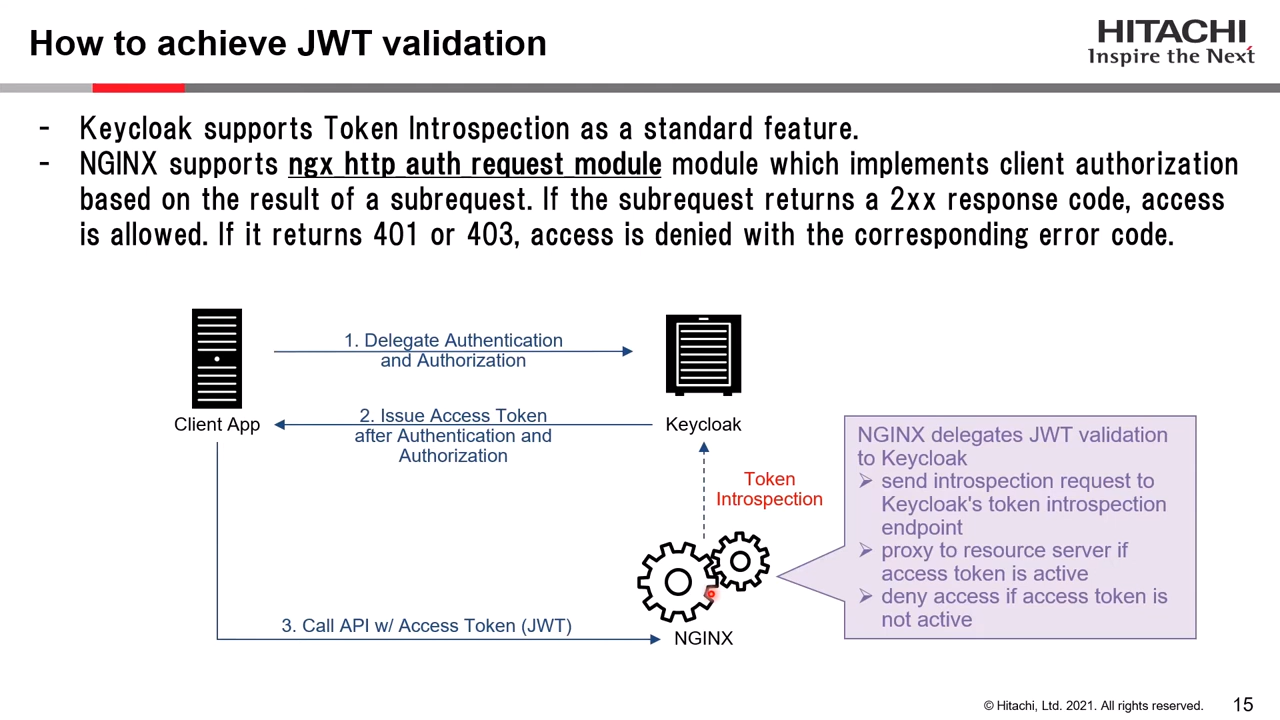 How to achieve JWT validation
HITACHI
Inspire the Next
- Keycloak supports Token Introspection as a standard feature.
- NGINX supports ngx_http_auth_request_module module which implements client authorization
based on the result of a subrequest. If the subrequest returns a 2xx response code, access
is allowed. If it returns 401 or 403, access is denied with the corresponding error code.
1. Delegate Authentication
and Authorization
Client App
Keycloak
2. Issue Access Token
after Authentication and
Authorization
Token
Introspection
NGINX delegates JWT validation
to Keycloak
➢ send introspection request to
Keycloak's token introspection
endpoint
➢ proxy to resource server if
access token is active
➢ deny access if access token is
not active
3. Call API w/ Access Token (JWT)
NGINX
© Hitachi, Ltd. 2021. All rights reserved.
15